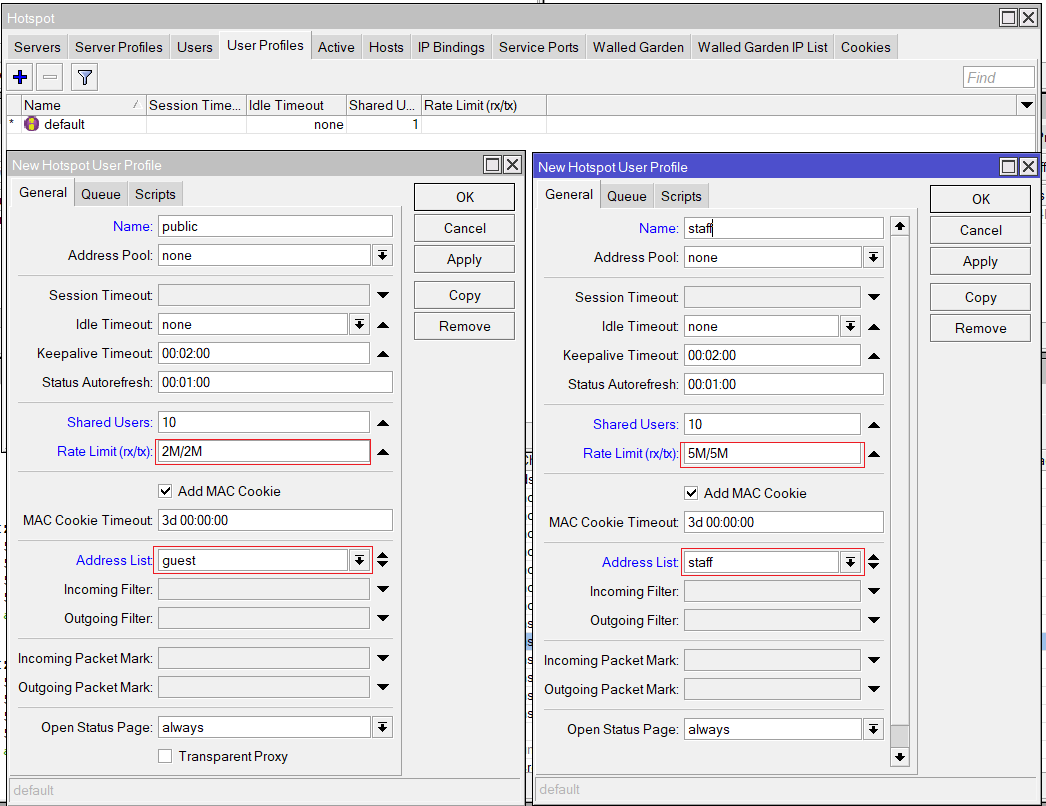 Hotspot
Servers Server Profiles Users User Profiles Active Hosts IP Bindings Service Ports Walled Garden Walled Garden IP List Cookies
Find
Name Session Time... Idle Timeout Shared U... Rate Limit (rx/tx)
* default none 1
New Hotspot User Profile
General Queue Scripts
Name: public
Address Pool: none
Session Timeout:
Idle Timeout: none
Keepalive Timeout: 00:02:00
Status Autorefresh: 00:01:00
Shared Users: 10
Rate Limit (rx/tx): 2M/2M
Add MAC Cookie
MAC Cookie Timeout: 3d 00:00:00
Address List: guest
Incoming Filter:
Outgoing Filter:
Incoming Packet Mark:
Outgoing Packet Mark:
Open Status Page: always
Transparent Proxy
default
OK
Cancel
Apply
Copy
Remove
New Hotspot User Profile
General Queue Scripts
Name: staff
Address Pool: none
Session Timeout:
Idle Timeout: none
Keepalive Timeout: 00:02:00
Status Autorefresh: 00:01:00
Shared Users: 10
Rate Limit (rx/tx): 5M/5M
Add MAC Cookie
MAC Cookie Timeout: 3d 00:00:00
Address List: staff
Incoming Filter:
Outgoing Filter:
Incoming Packet Mark:
Outgoing Packet Mark:
Open Status Page: always
default
OK
Cancel
Apply
Copy
Remove